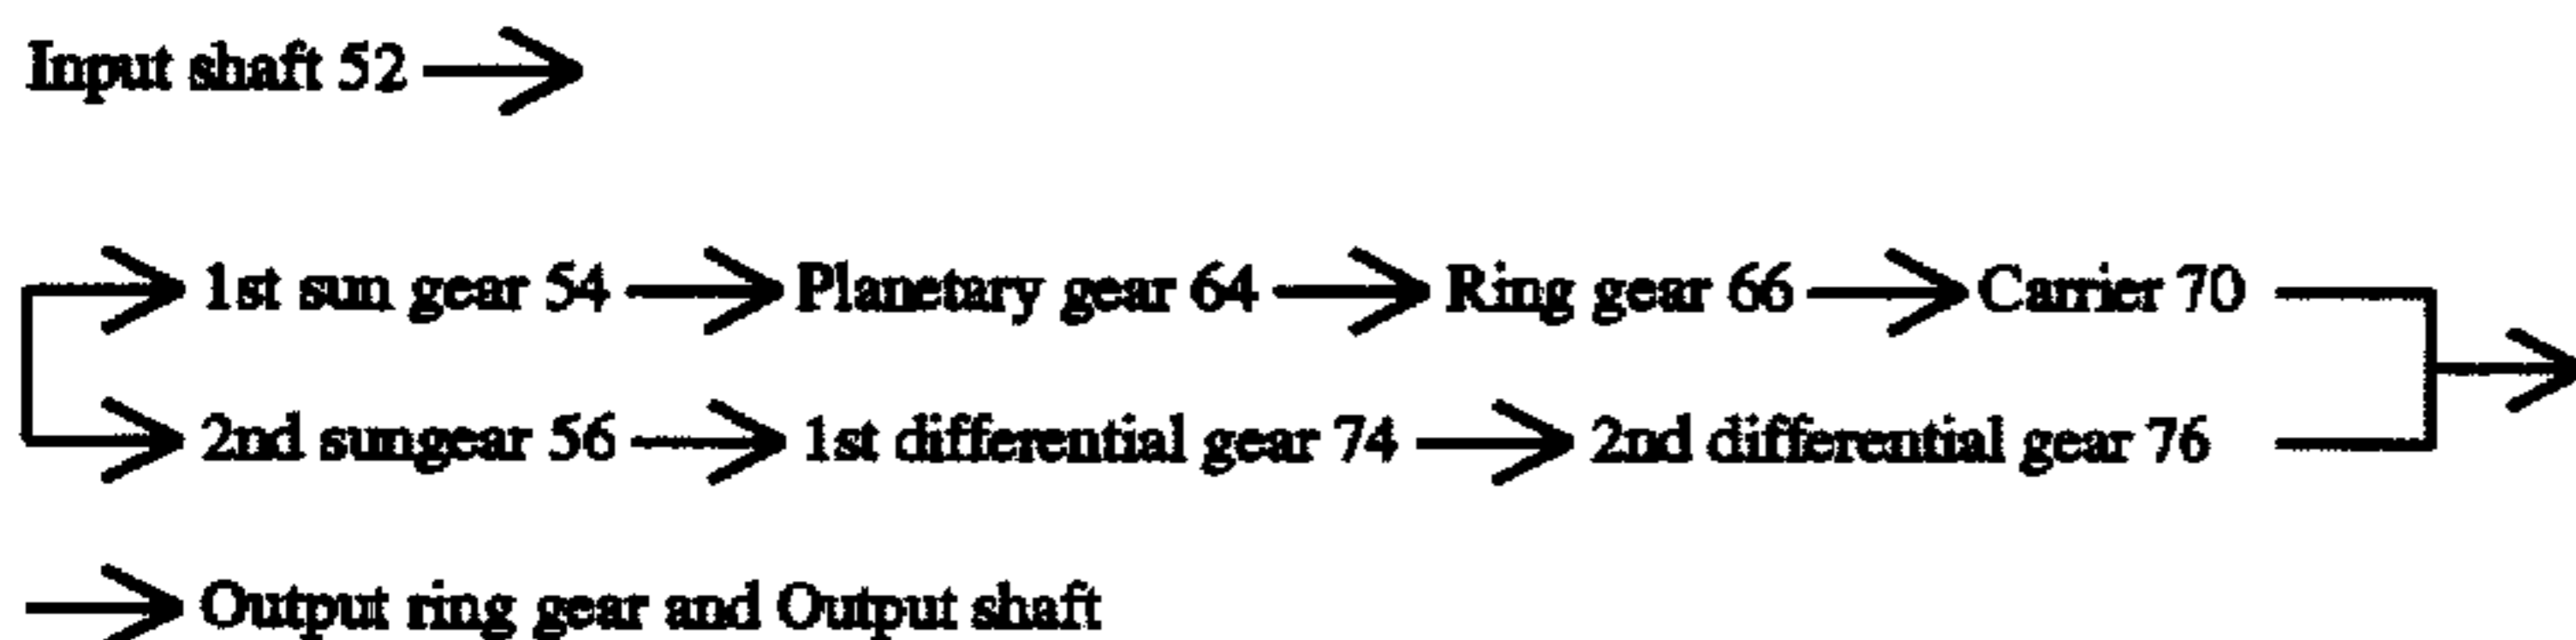 Input shaft 52
1st sun gear 54 Planetary gear 64 Ring gear 66 Carrier 70
2nd sungear 56 1st differential gear 74 2nd differential gear 76
Output ring gear and Output shaft